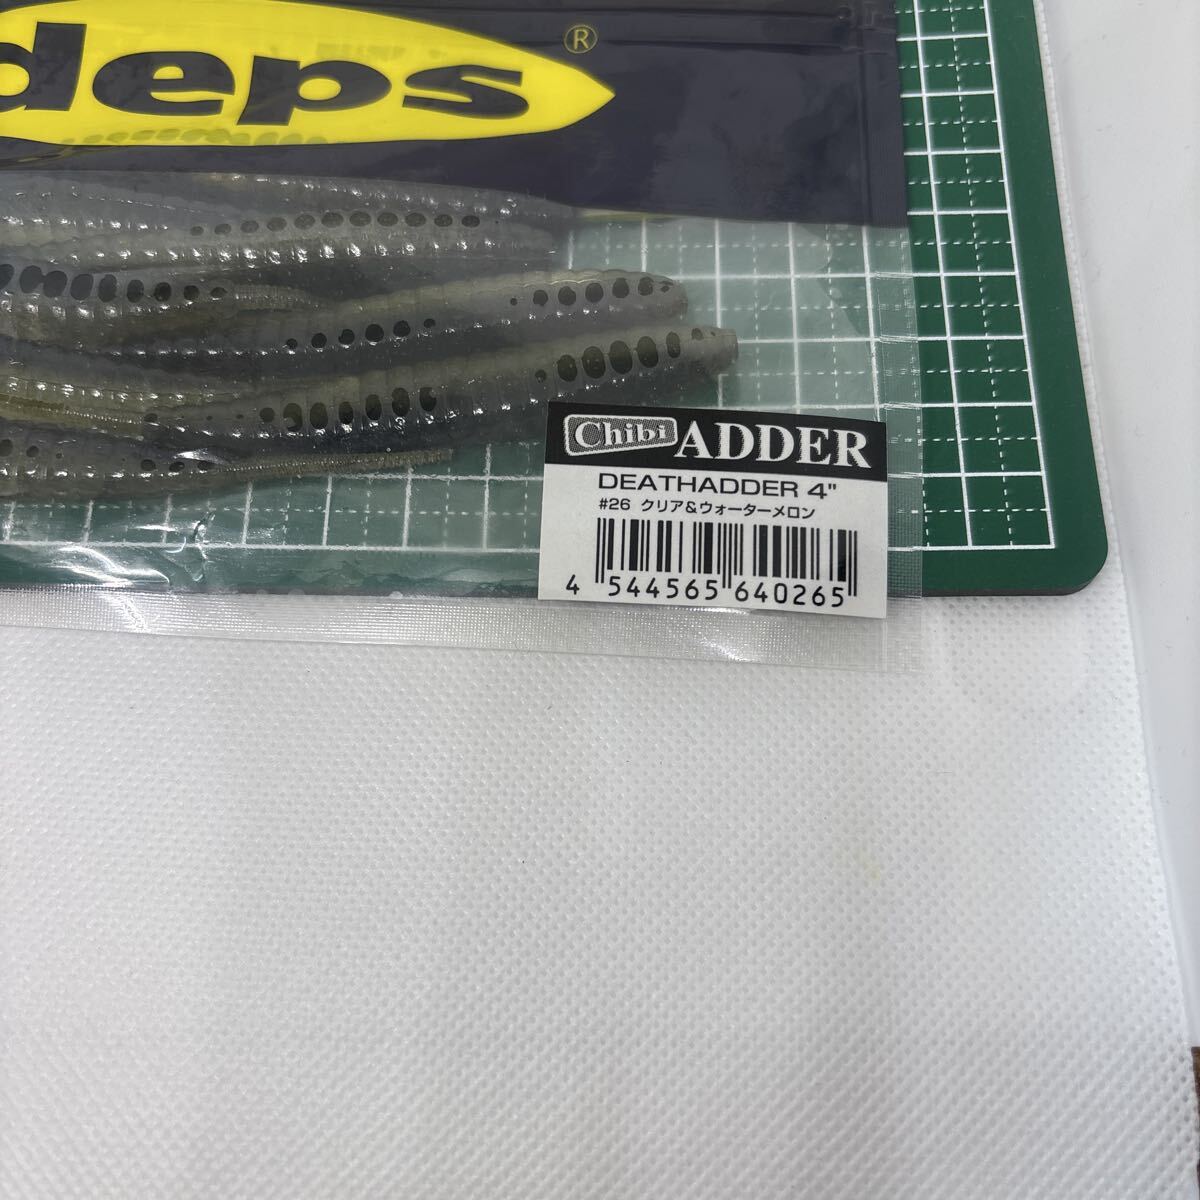 deps®
Chibi ADDER
DEATHADDER 4"
#26 クリア&ウォーターメロン
4 544565 640265